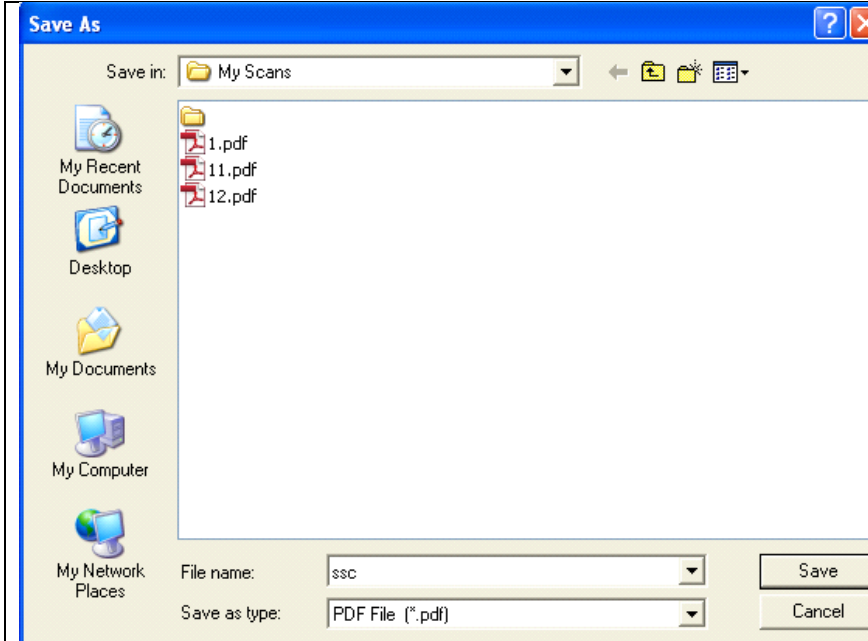 Save As
Save in: My Scans
My Recent
Documents
Desktop
My Documents
My Computer
My Network
Places
1.pdf
11.pdf
12.pdf
File name: ssc Save
Save as type: PDF File (*.pdf) Cancel